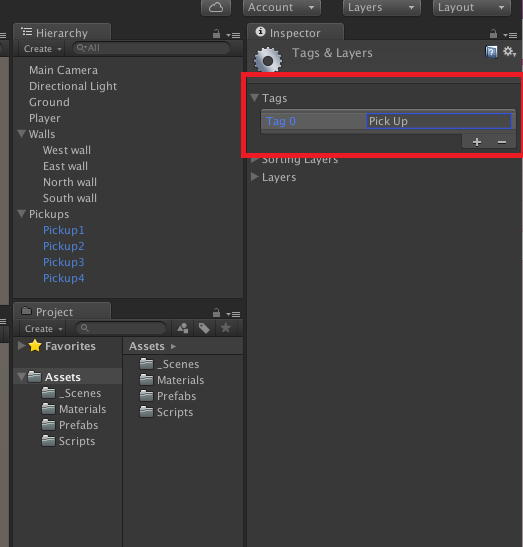 Account Layers Layout
Hierarchy
Create All
Main Camera
Directional Light
Ground
Player
Walls
West wall
East wall
North wall
South wall
Pickups
Pickup1
Pickup2
Pickup3
Pickup4
Project
Create
Favorites
Assets
_Scenes
Materials
Prefabs
Scripts
Assets
_Scenes
Materials
Prefabs
Scripts
Inspector
Tags & Layers
Tags
Tag 0 Pick Up
+ −
Sorting Layers
Layers